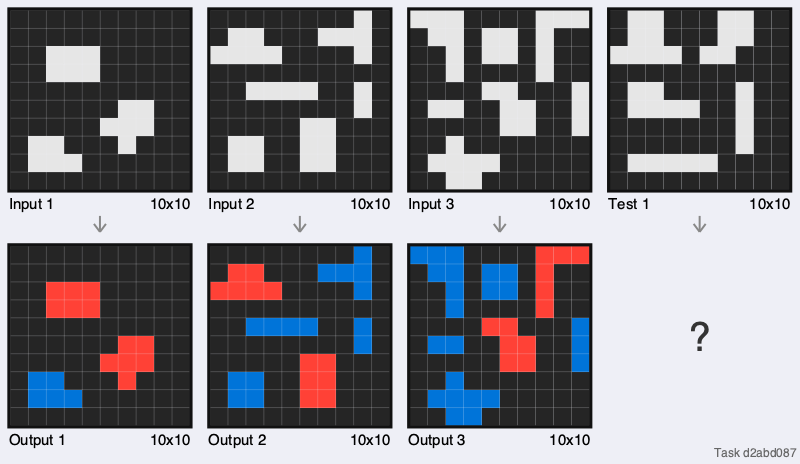 Input 1 10x10
Input 2 10x10
Input 3 10x10
Test 1 10x10
?
Output 1 10x10
Output 2 10x10
Output 3 10x10
Task d2abd087